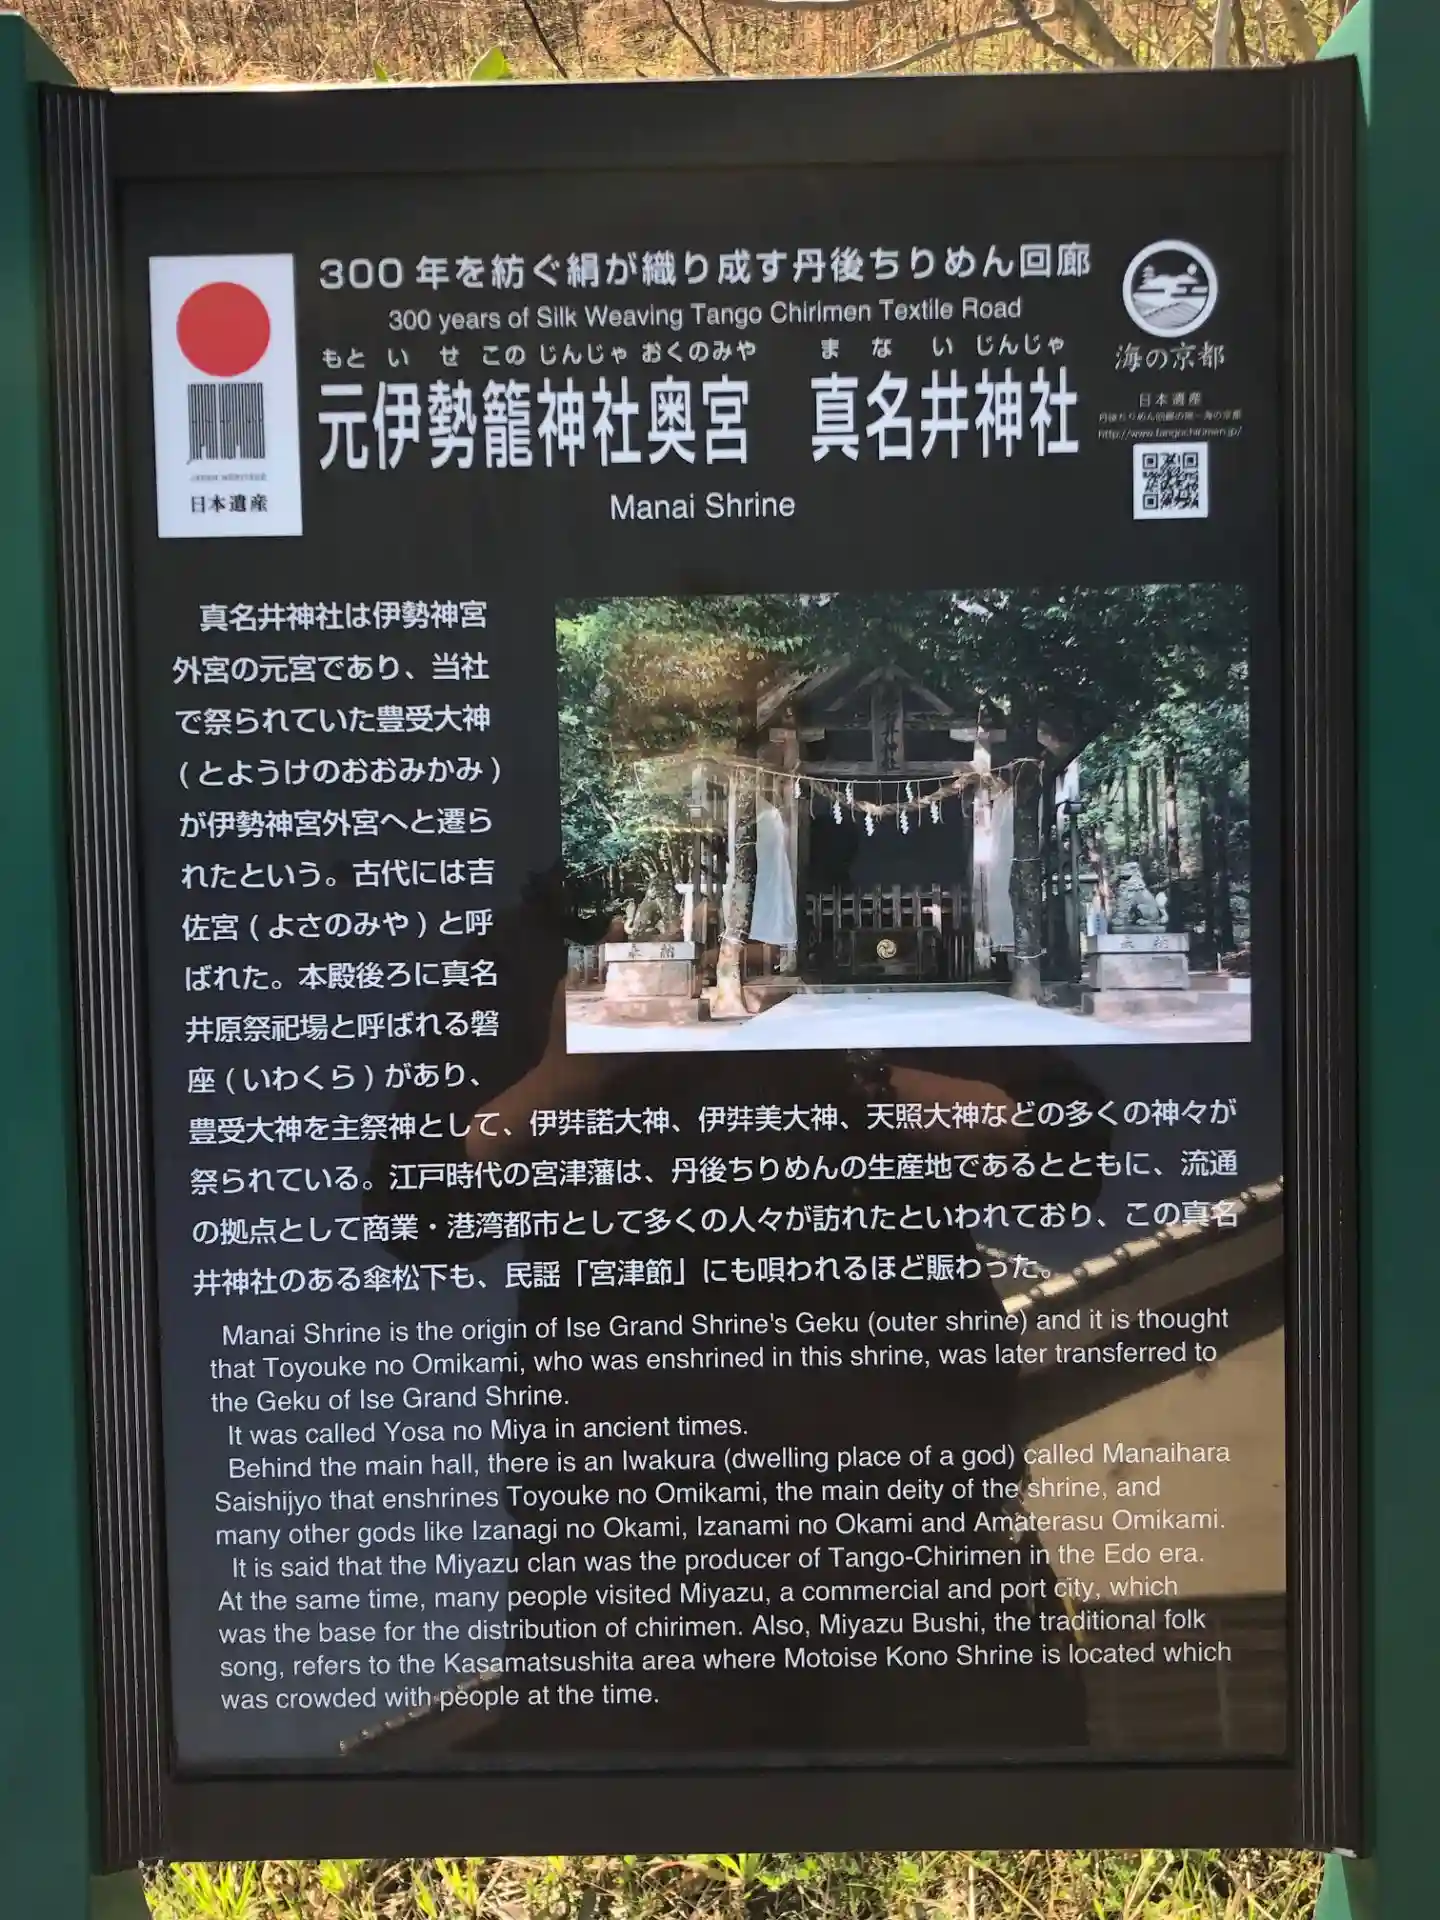 300年を紡ぐ絹が織り成す丹後ちりめん回廊
300 years of Silk Weaving Tango Chirimen Textile Road
もと い せ この じんじゃ おくのみや ま な い じんじゃ
元伊勢籠神社奥宮 真名井神社
Manai Shrine
JAPAN HERITAGE
日本遺産
海の京都
日本遺産
丹後ちりめん回廊
http://www.tangochirimen.jp/
真名井神社は伊勢神宮
外宮の元宮であり、当社
で祭られていた豊受大神
(とようけのおおみかみ)
が伊勢神宮外宮へと遷ら
れたという。古代には吉
佐宮(よさのみや)と呼
ばれた。本殿後ろに真名
井原祭祀場と呼ばれる磐
座(いわくら)があり、
豊受大神を主祭神として、伊弉諾大神、伊弉美大神、天照大神などの多くの神々が
祭られている。江戸時代の宮津藩は、丹後ちりめんの生産地であるとともに、流通
の拠点として商業・港湾都市として多くの人々が訪れたといわれており、この真名
井神社のある傘松下も、民謡「宮津節」にも唄われるほど賑わった。
Manai Shrine is the origin of Ise Grand Shrine's Geku (outer shrine) and it is thought
that Toyouke no Omikami, who was enshrined in this shrine, was later transferred to
the Geku of Ise Grand Shrine.
It was called Yosa no Miya in ancient times.
Behind the main hall, there is an Iwakura (dwelling place of a god) called Manaihara
Saishijyo that enshrines Toyouke no Omikami, the main deity of the shrine, and
many other gods like Izanagi no Okami, Izanami no Okami and Amaterasu Omikami.
It is said that the Miyazu clan was the producer of Tango-Chirimen in the Edo era.
At the same time, many people visited Miyazu, a commercial and port city, which
was the base for the distribution of chirimen. Also, Miyazu Bushi, the traditional folk
song, refers to the Kasamatsushita area where Motoise Kono Shrine is located which
was crowded with people at the time.